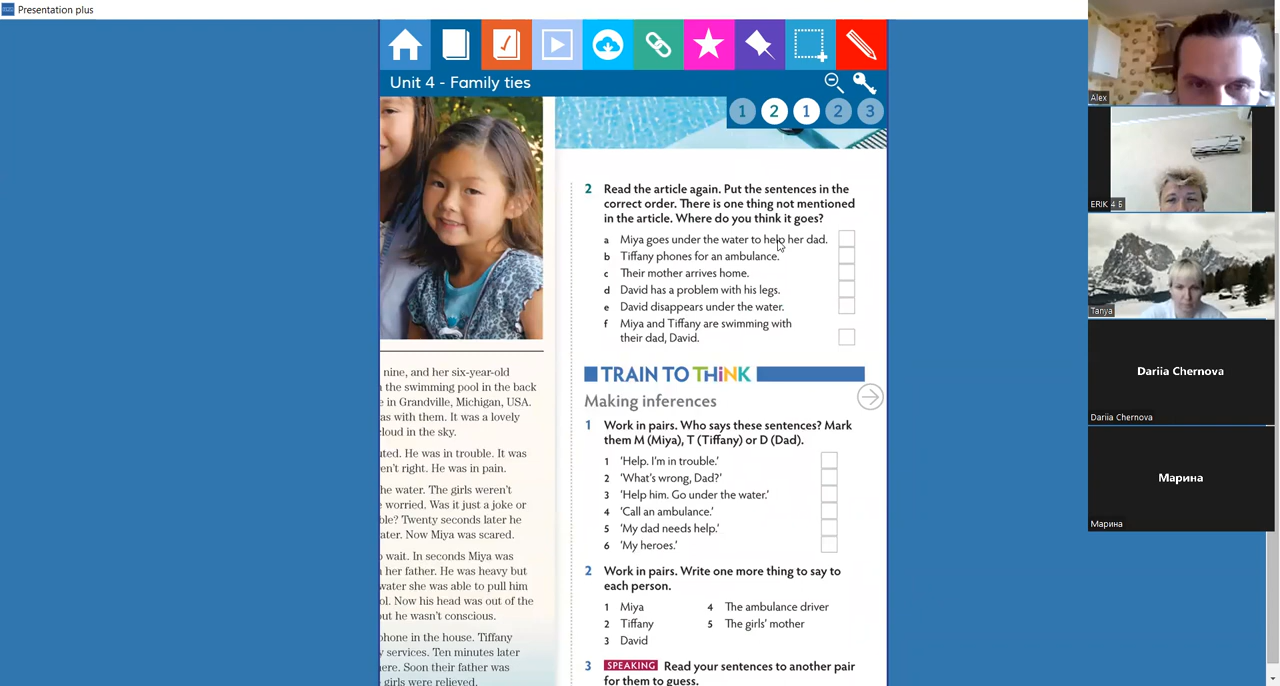 Presentation plus
Unit 4 - Family ties
1 2 1 2 3
nine, and her six-year-old
the swimming pool in the back
e in Grandville, Michigan, USA.
as with them. It was a lovely
cloud in the sky.
uted. He was in trouble. It was
en't right. He was in pain.
he water. The girls weren't
e worried. Was it just a joke or
ble? Twenty seconds later he
ater. Now Miya was scared.
o wait. In seconds Miya was
her father. He was heavy but
water she was able to pull him
ol. Now his head was out of the
out he wasn't conscious.
phone in the house. Tiffany
y services. Ten minutes later
here. Soon their father was
girls were relieved.
2 Read the article again. Put the sentences in the
correct order. There is one thing not mentioned
in the article. Where do you think it goes?
a Miya goes under the water to help her dad.
b Tiffany phones for an ambulance.
c Their mother arrives home.
d David has a problem with his legs.
e David disappears under the water.
f Miya and Tiffany are swimming with
their dad, David.
TRAIN TO THiNK
Making inferences
1 Work in pairs. Who says these sentences? Mark
them M (Miya), T (Tiffany) or D (Dad).
1 'Help. I'm in trouble.'
2 'What's wrong, Dad?'
3 'Help him. Go under the water.'
4 'Call an ambulance.'
5 'My dad needs help.'
6 'My heroes.'
2 Work in pairs. Write one more thing to say to
each person.
1 Miya
2 Tiffany
3 David
4 The ambulance driver
5 The girls' mother
3 SPEAKING Read your sentences to another pair
for them to guess.
Alex
ERIK 4 Б
Tanya
Dariia Chernova
Dariia Chernova
Марина
Марина